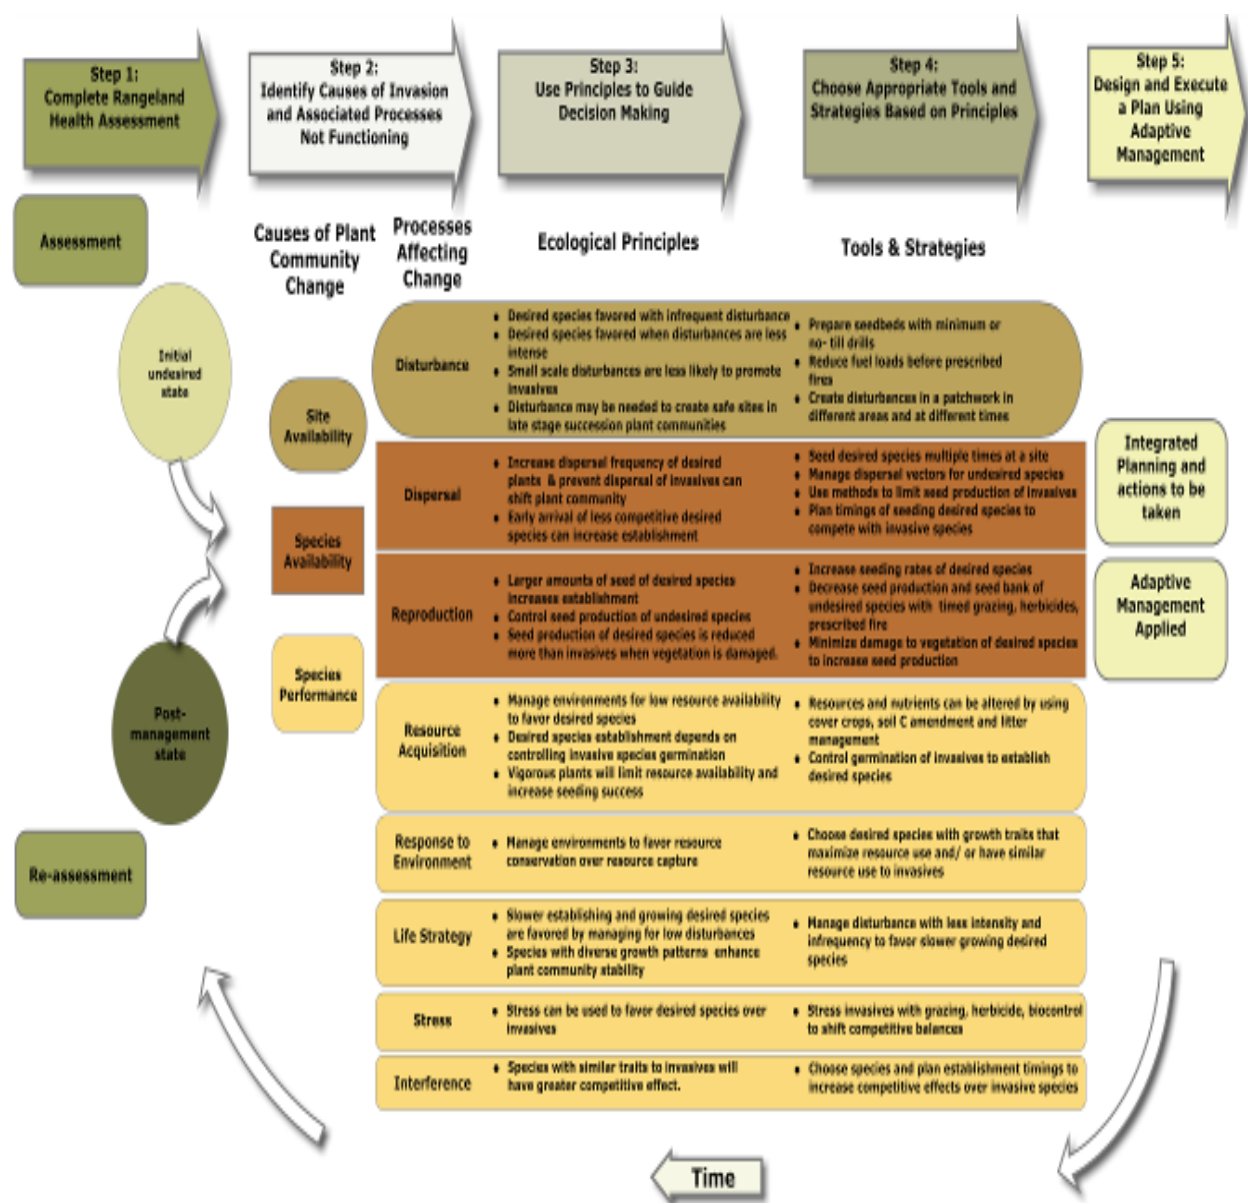 Step 1:
Complete Rangeland
Health Assessment
Step 2:
Identify Causes of Invasion
and Associated Processes
Not Functioning
Step 3:
Use Principles to Guide
Decision Making
Step 4:
Choose Appropriate Tools and
Strategies Based on Principles
Step 5:
Design and Execute
a Plan Using
Adaptive
Management
Assessment
Causes of Plant
Community
Change
Processes
Affecting
Change
Ecological Principles
Tools & Strategies
Initial
undesired
state
Post-
management
state
Re-assessment
Site
Availability
Species
Availability
Species
Performance
Disturbance
• Desired species favored with infrequent disturbance
• Desired species favored when disturbances are less
intense
• Small scale disturbances are less likely to promote
invasives
• Disturbance may be needed to create safe sites in
late stage succession plant communities
• Prepare seedbeds with minimum or
no- till drills
• Reduce fuel loads before prescribed
fires
• Create disturbances in a patchwork in
different areas and at different times
Dispersal
• Increase dispersal frequency of desired
plants & prevent dispersal of invasives can
shift plant community
• Early arrival of less competitive desired
species can increase establishment
• Seed desired species multiple times at a site
• Manage dispersal vectors for undesired species
• Use methods to limit seed production of invasives
• Plan timings of seeding desired species to
compete with invasive species
Reproduction
• Larger amounts of seed of desired species
increases establishment
• Control seed production of undesired species
• Seed production of desired species is reduced
more than invasives when vegetation is damaged.
• Increase seeding rates of desired species
• Decrease seed production and seed bank of
undesired species with timed grazing, herbicides,
prescribed fire
• Minimize damage to vegetation of desired species
to increase seed production
Resource
Acquisition
• Manage environments for low resource availability
to favor desired species
• Desired species establishment depends on
controlling invasive species germination
• Vigorous plants will limit resource availability and
increase seeding success
• Resources and nutrients can be altered by using
cover crops, soil C amendment and litter
management
• Control germination of invasives to establish
desired species
Response to
Environment
• Manage environments to favor resource
conservation over resource capture
• Choose desired species with growth traits that
maximize resource use and/ or have similar
resource use to invasives
Life Strategy
• Slower establishing and growing desired species
are favored by managing for low disturbances
• Species with diverse growth patterns enhance
plant community stability
• Manage disturbance with less intensity and
infrequency to favor slower growing desired
species
Stress
• Stress can be used to favor desired species over
invasives
• Stress invasives with grazing, herbicide, biocontrol
to shift competitive balances
Interference
• Species with similar traits to invasives will
have greater competitive effect.
• Choose species and plan establishment timings to
increase competitive effects over invasive species
Integrated
Planning and
actions to be
taken
Adaptive
Management
Applied
Time